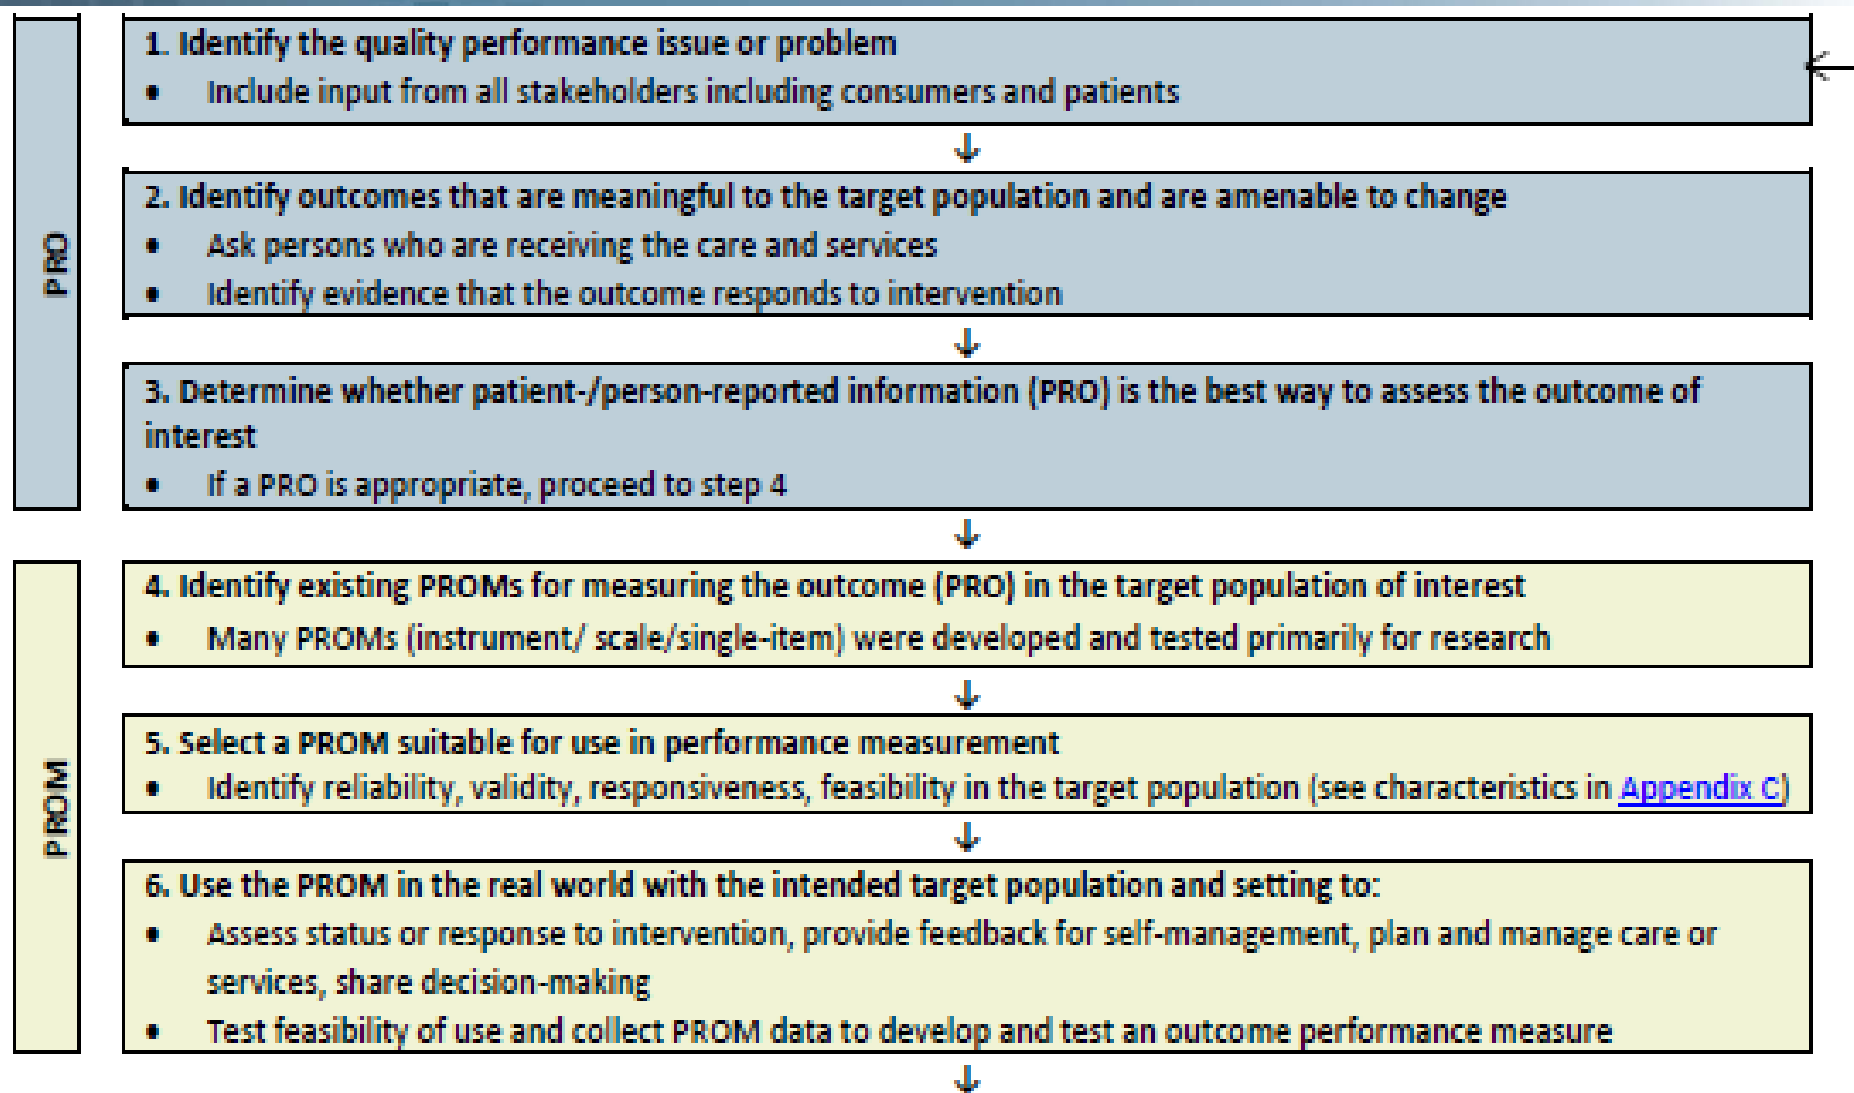 PRO
1. Identify the quality performance issue or problem
• Include input from all stakeholders including consumers and patients
2. Identify outcomes that are meaningful to the target population and are amenable to change
• Ask persons who are receiving the care and services
• Identify evidence that the outcome responds to intervention
3. Determine whether patient-/person-reported information (PRO) is the best way to assess the outcome of
interest
• If a PRO is appropriate, proceed to step 4
PROM
4. Identify existing PROMs for measuring the outcome (PRO) in the target population of interest
• Many PROMs (instrument/ scale/single-item) were developed and tested primarily for research
5. Select a PROM suitable for use in performance measurement
• Identify reliability, validity, responsiveness, feasibility in the target population (see characteristics in Appendix C)
6. Use the PROM in the real world with the intended target population and setting to:
• Assess status or response to intervention, provide feedback for self-management, plan and manage care or
services, share decision-making
• Test feasibility of use and collect PROM data to develop and test an outcome performance measure